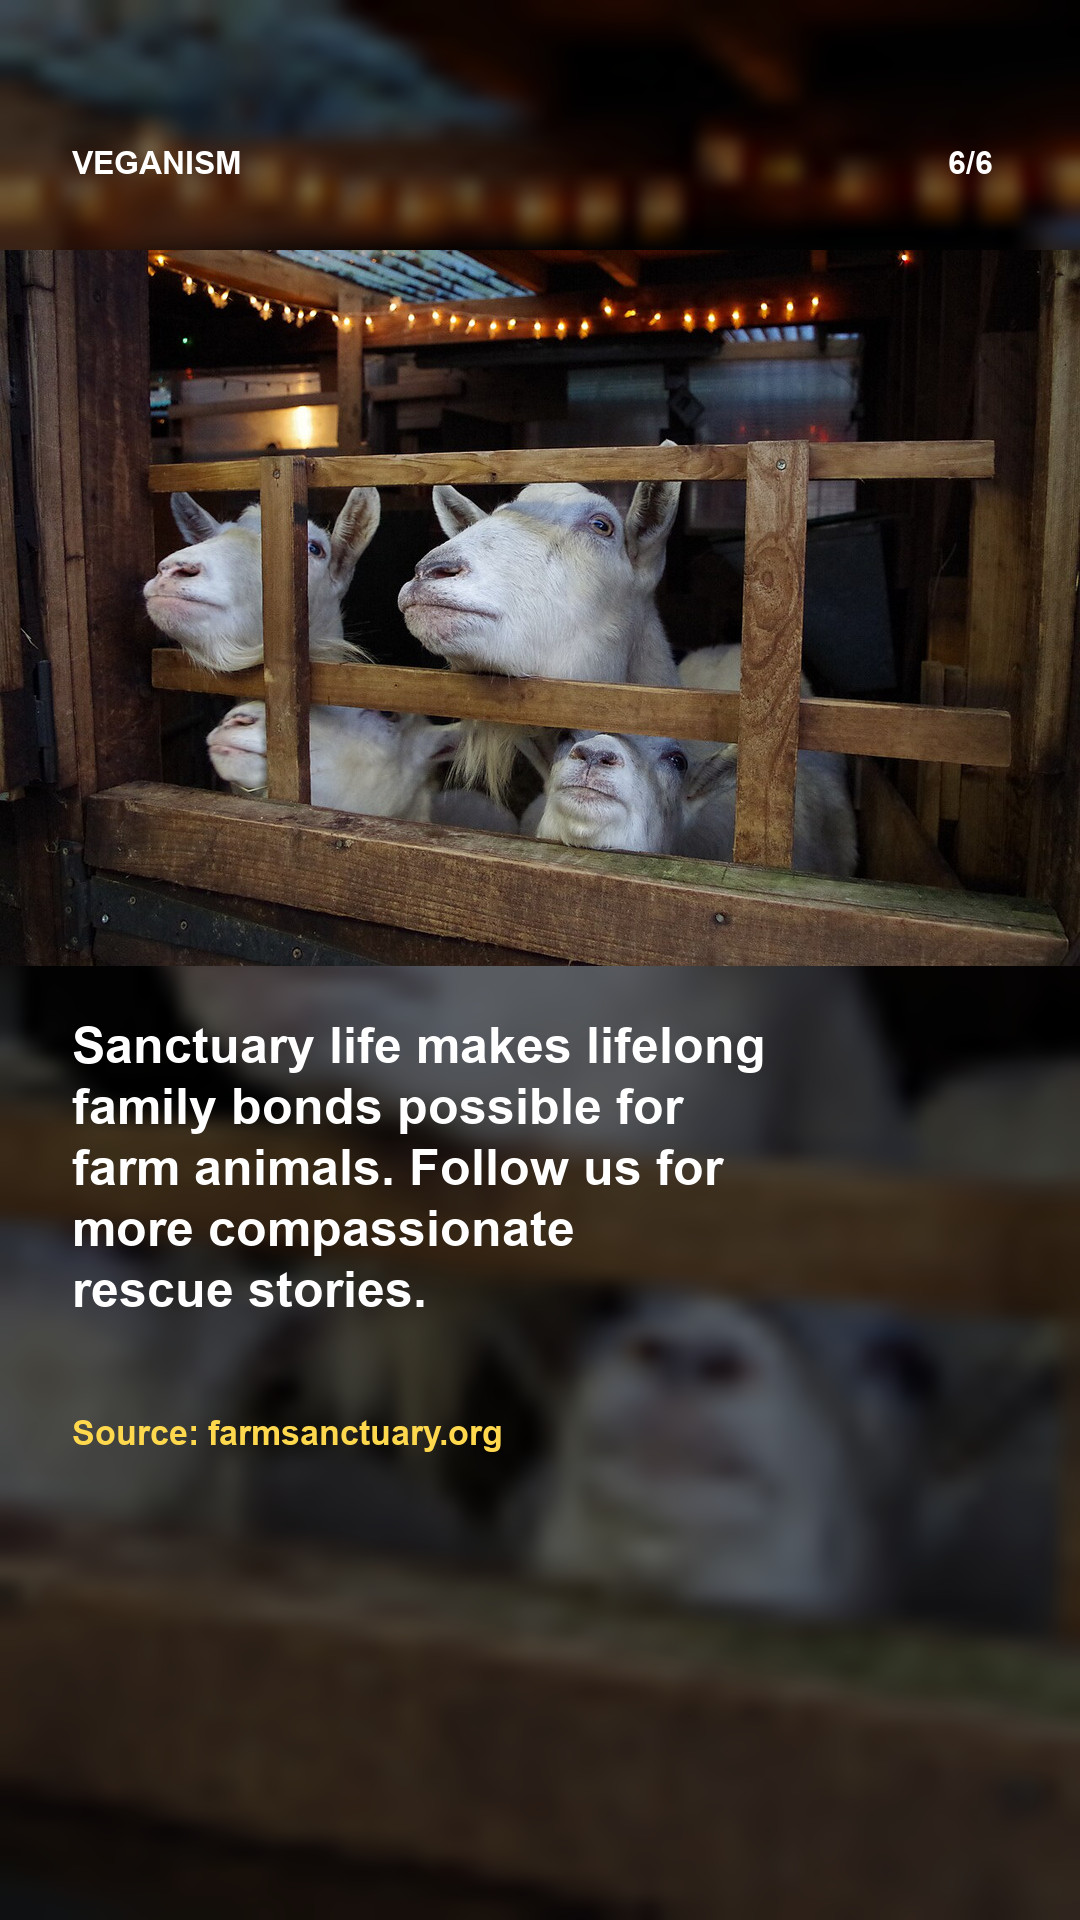 VEGANISM
6/6
Sanctuary life makes lifelong
family bonds possible for
farm animals. Follow us for
more compassionate
rescue stories.
Source: farmsanctuary.org